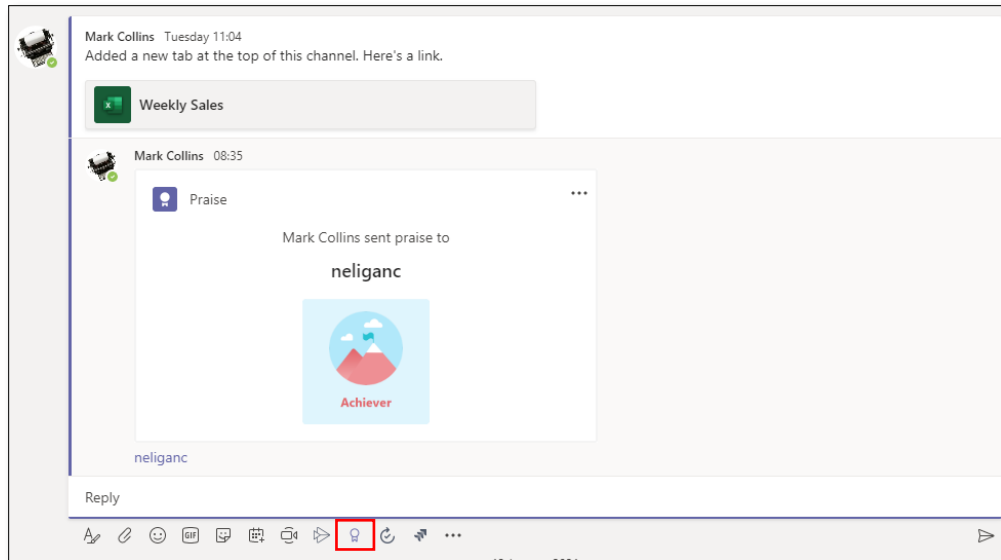 Mark Collins Tuesday 11:04
Added a new tab at the top of this channel. Here's a link.
Weekly Sales
Mark Collins 08:35
Praise
Mark Collins sent praise to
neliganc
Achiever
neliganc
Reply
GIF